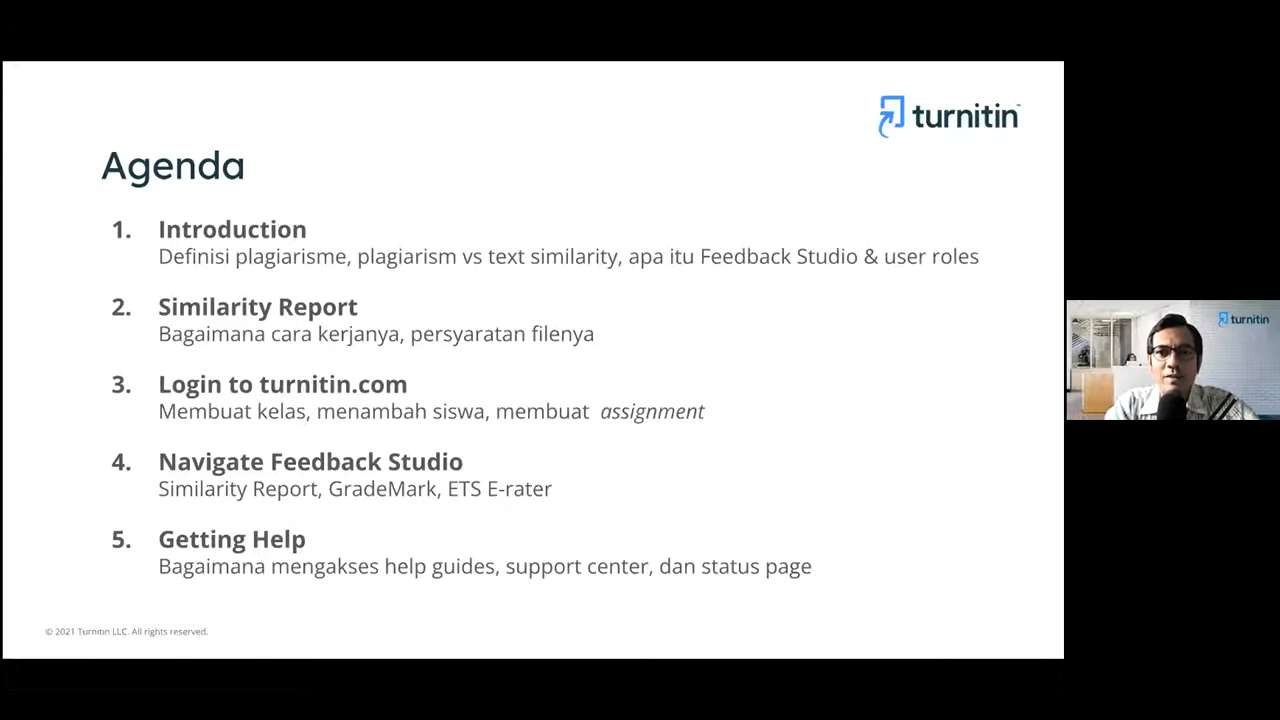 turnitin
Agenda
1. Introduction
Definisi plagiarisme, plagiarism vs text similarity, apa itu Feedback Studio & user roles
2. Similarity Report
Bagaimana cara kerjanya, persyaratan filenya
3. Login to turnitin.com
Membuat kelas, menambah siswa, membuat assignment
4. Navigate Feedback Studio
Similarity Report, GradeMark, ETS E-rater
5. Getting Help
Bagaimana mengakses help guides, support center, dan status page
© 2021 Turnitin LLC. All rights reserved.
turnitin